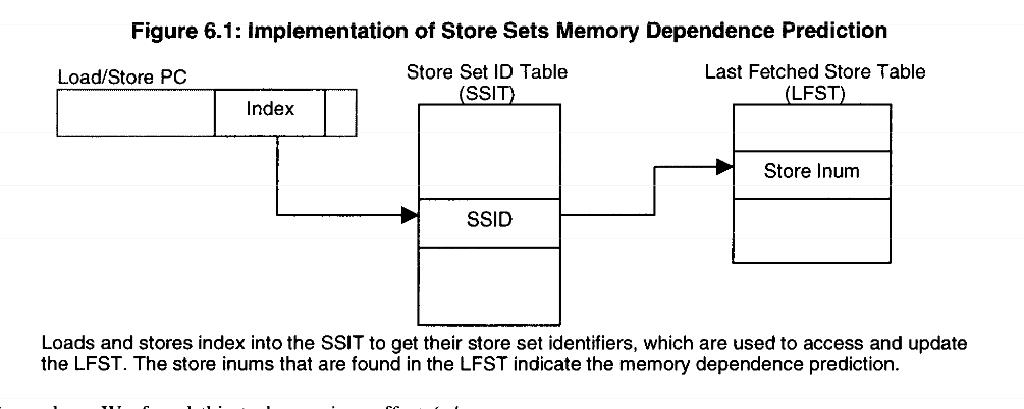 Figure 6.1: Implementation of Store Sets Memory Dependence Prediction
Load/Store PC
Index
Store Set ID Table
(SSIT)
SSID
Last Fetched Store Table
(LFST)
Store Inum
Loads and stores index into the SSIT to get their store set identifiers, which are used to access and update
the LFST. The store inums that are found in the LFST indicate the memory dependence prediction.